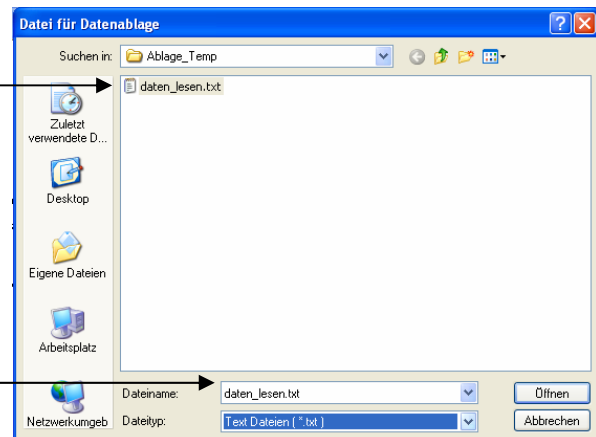 Datei für Datenablage
Suchen in: Ablage_Temp
daten_lesen.txt
Zuletzt
verwendete D...
Desktop
Eigene Dateien
Arbeitsplatz
Netzwerkumgeb
Dateiname: daten_lesen.txt Öffnen
Dateityp: Text Dateien ( *.txt ) Abbrechen